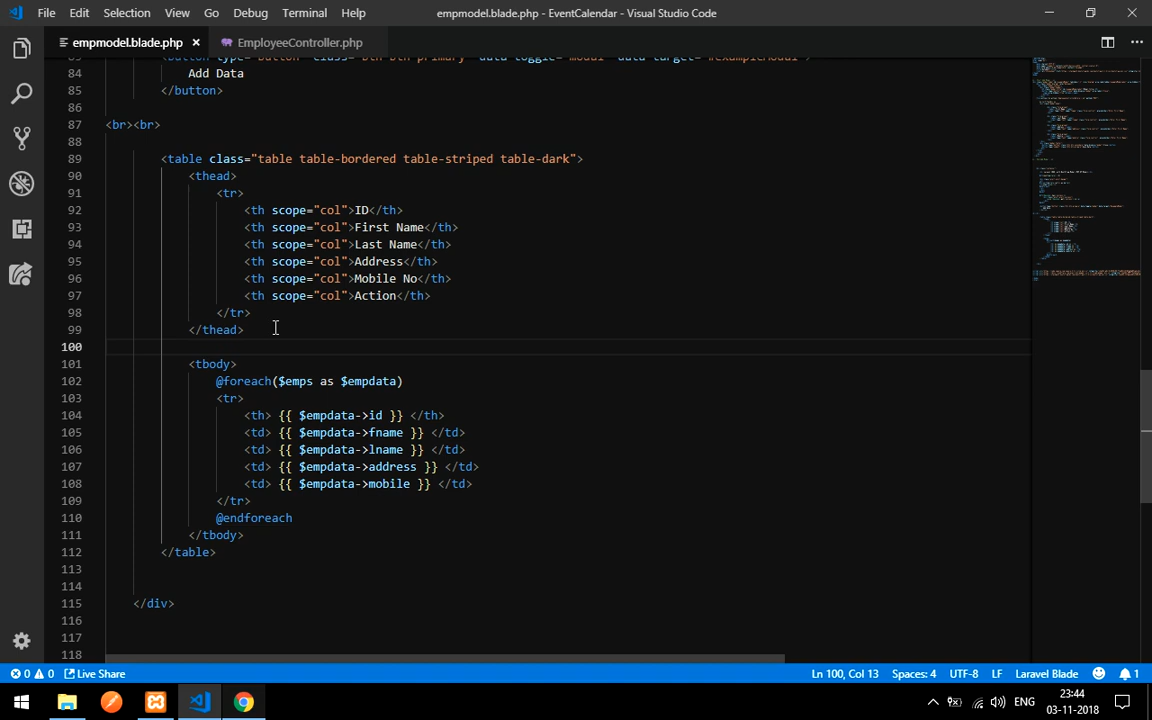 File Edit Selection View Go Debug Terminal Help
empmodel.blade.php - EventCalendar - Visual Studio Code
empmodel.blade.php × EmployeeController.php
84 Add Data
85 </button>
86
87 <br><br>
88
89 <table class="table table-bordered table-striped table-dark">
90 <thead>
91 <tr>
92 <th scope="col">ID</th>
93 <th scope="col">First Name</th>
94 <th scope="col">Last Name</th>
95 <th scope="col">Address</th>
96 <th scope="col">Mobile No</th>
97 <th scope="col">Action</th>
98 </tr>
99 </thead>
100
101 <tbody>
102 @foreach($emps as $empdata)
103 <tr>
104 <th> {{ $empdata->id }} </th>
105 <td> {{ $empdata->fname }} </td>
106 <td> {{ $empdata->lname }} </td>
107 <td> {{ $empdata->address }} </td>
108 <td> {{ $empdata->mobile }} </td>
109 </tr>
110 @endforeach
111 </tbody>
112 </table>
113
114
115 </div>
116
117
118
0 0 Live Share Ln 100, Col 13 Spaces: 4 UTF-8 LF Laravel Blade 1
ENG 23:44
03-11-2018